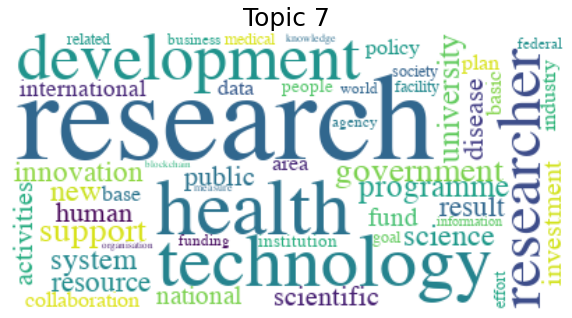 Topic 7
related business medical knowledge
development policy
federal
international data people world society facility
university plan basic industry
research
agency
disease
researcher
innovation blockchain public area government
new base measure programme
human health fund result
support organisation funding institution goal information
activities system technology science
resource
collaboration national scientific effort investment